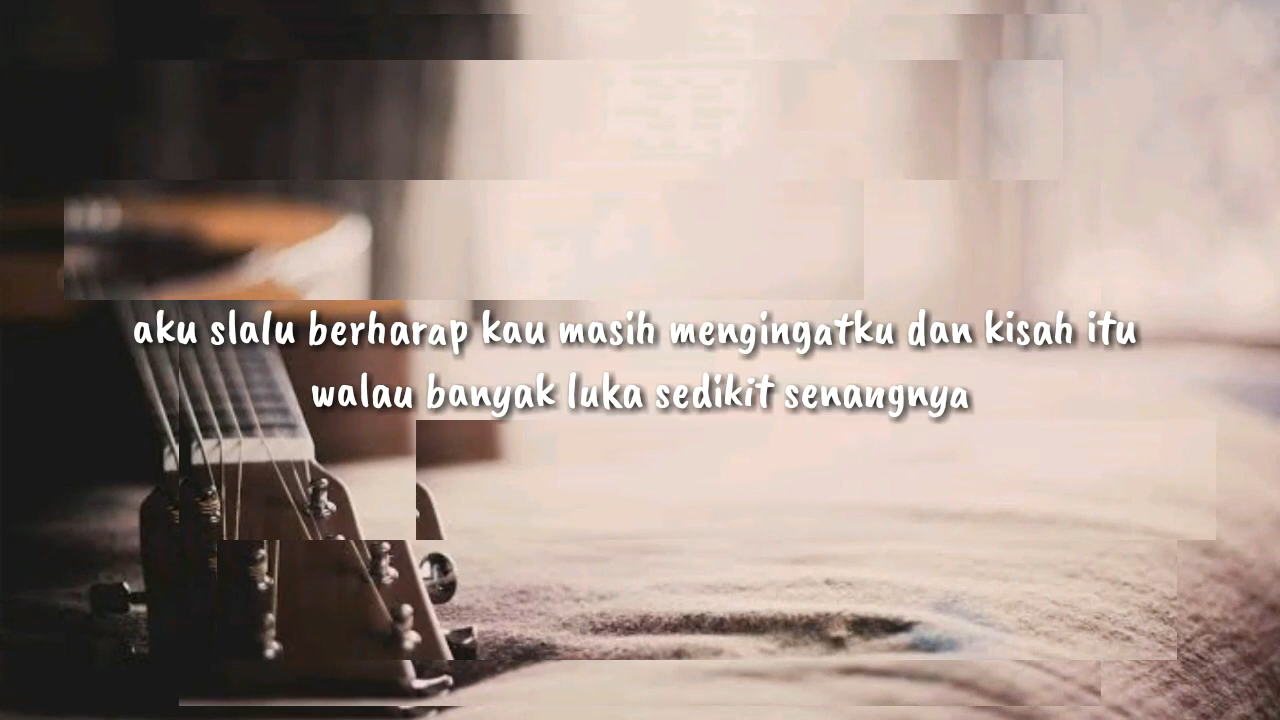 aku slalu berharap kau masih mengingatku dan kisah itu
walau banyak luka sedikit senangnya